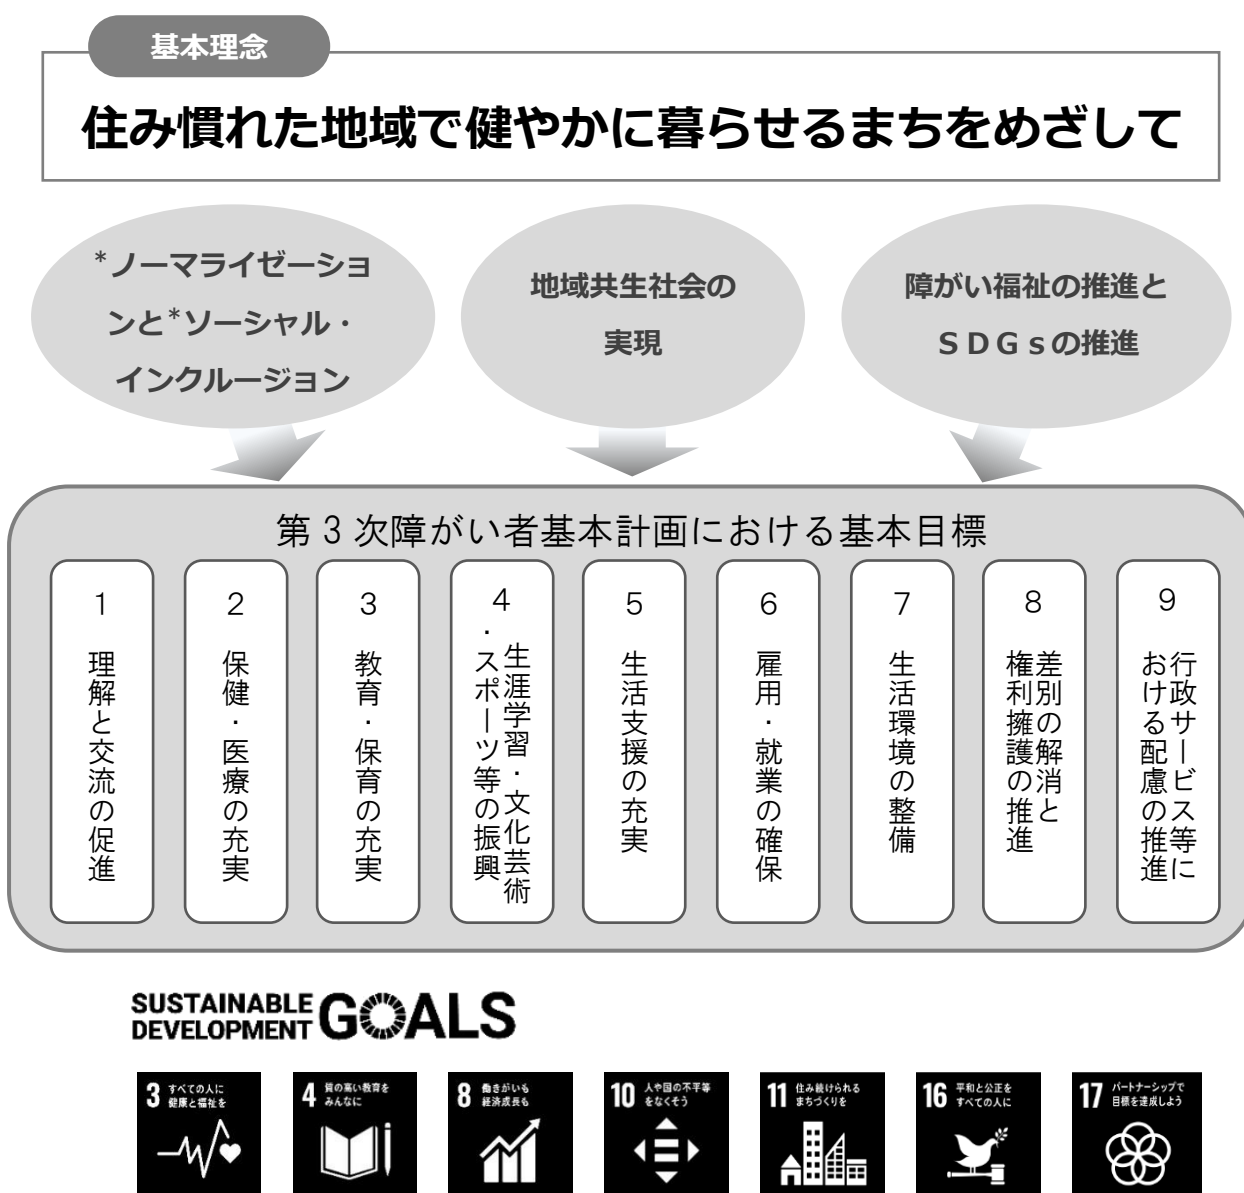 基本理念
住み慣れた地域で健やかに暮らせるまちをめざして
*ノーマライゼーショ
ンと*ソーシャル・
インクルージョン
地域共生社会の
実現
障がい福祉の推進と
ＳＤＧｓの推進
第３次障がい者基本計画における基本目標
１
理解と交流の促進
２
保健・医療の充実
３
教育・保育の充実
４
生涯学習・文化芸術
・スポーツ等の振興
５
生活支援の充実
６
雇用・就業の確保
７
生活環境の整備
８
差別の解消と
権利擁護の推進
９
行政サービス等に
おける配慮の推進
SUSTAINABLE
DEVELOPMENT
GOALS
3 すべての人に
健康と福祉を
4 質の高い教育を
みんなに
8 働きがいも
経済成長も
10 人や国の不平等
をなくそう
11 住み続けられる
まちづくりを
16 平和と公正を
すべての人に
17 パートナーシップで
目標を達成しよう